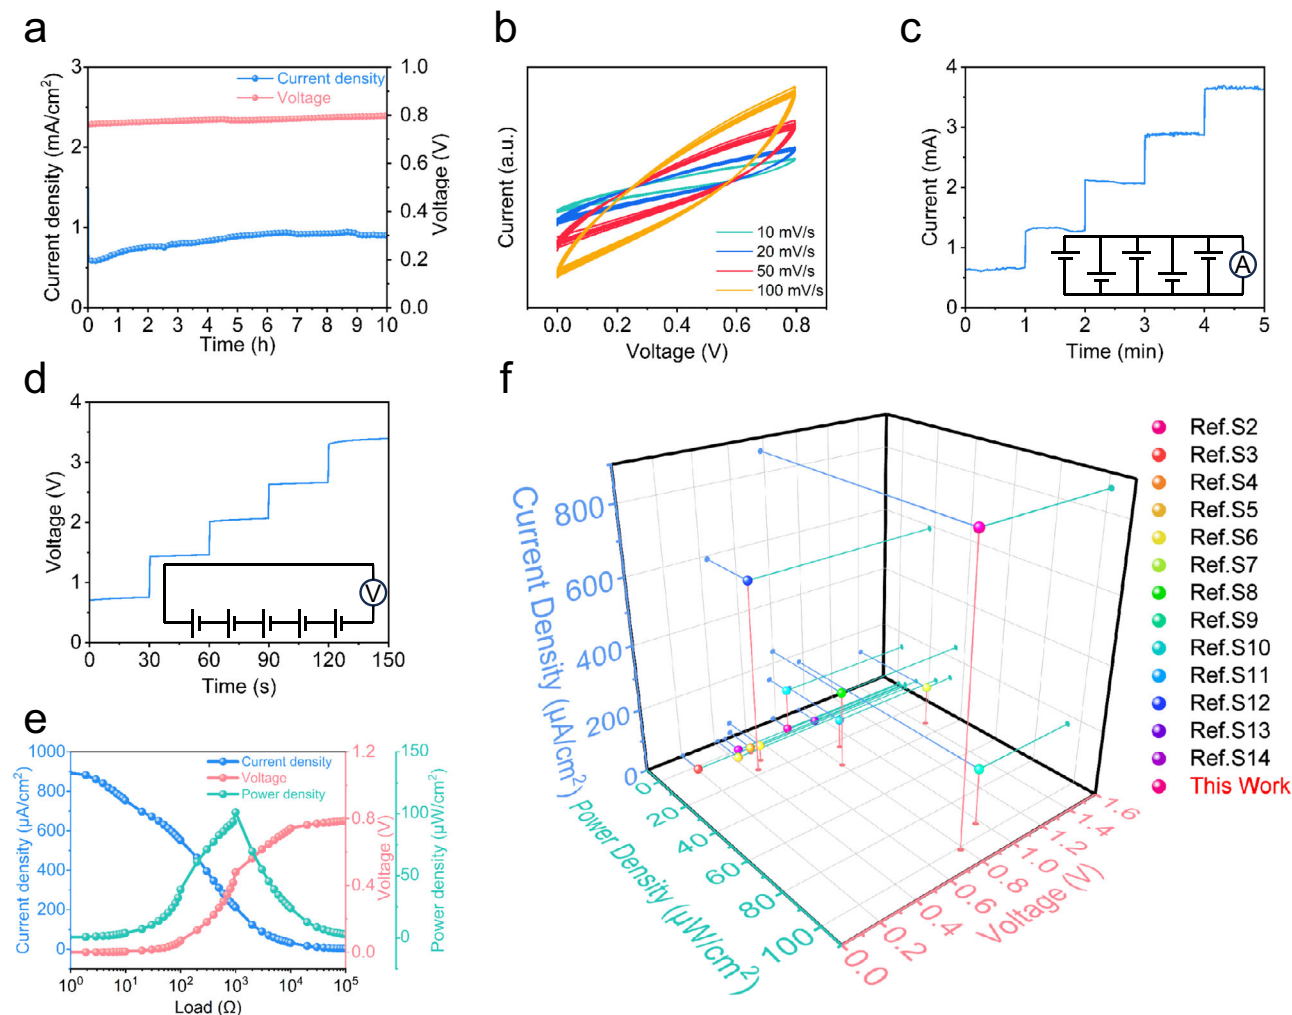 a
3
2
1
0
Current density (mA/cm²)
1.0
0.8
0.6
0.4
0.2
0.0
Voltage (V)
Current density
Voltage
0 1 2 3 4 5 6 7 8 9 10
Time (h)
b
Current (a.u.)
10 mV/s
20 mV/s
50 mV/s
100 mV/s
0.0 0.2 0.4 0.6 0.8
Voltage (V)
c
4
3
2
1
0
Current (mA)
A
0 1 2 3 4 5
Time (min)
d
4
3
2
1
0
Voltage (V)
V
0 30 60 90 120 150
Time (s)
e
1000
800
600
400
200
0
Current density (μA/cm²)
Current density
Voltage
Power density
1.2
0.8
0.4
0.0
Voltage (V)
150
100
50
0
Power density (μW/cm²)
10⁰ 10¹ 10² 10³ 10⁴ 10⁵
Load (Ω)
f
Current Density (μA/cm²)
800
600
400
200
0
Power Density (μW/cm²)
0
20
40
60
80
100
Voltage (V)
0.0
0.2
0.4
0.6
0.8
1.0
1.2
1.4
1.6
Ref.S2
Ref.S3
Ref.S4
Ref.S5
Ref.S6
Ref.S7
Ref.S8
Ref.S9
Ref.S10
Ref.S11
Ref.S12
Ref.S13
Ref.S14
This Work